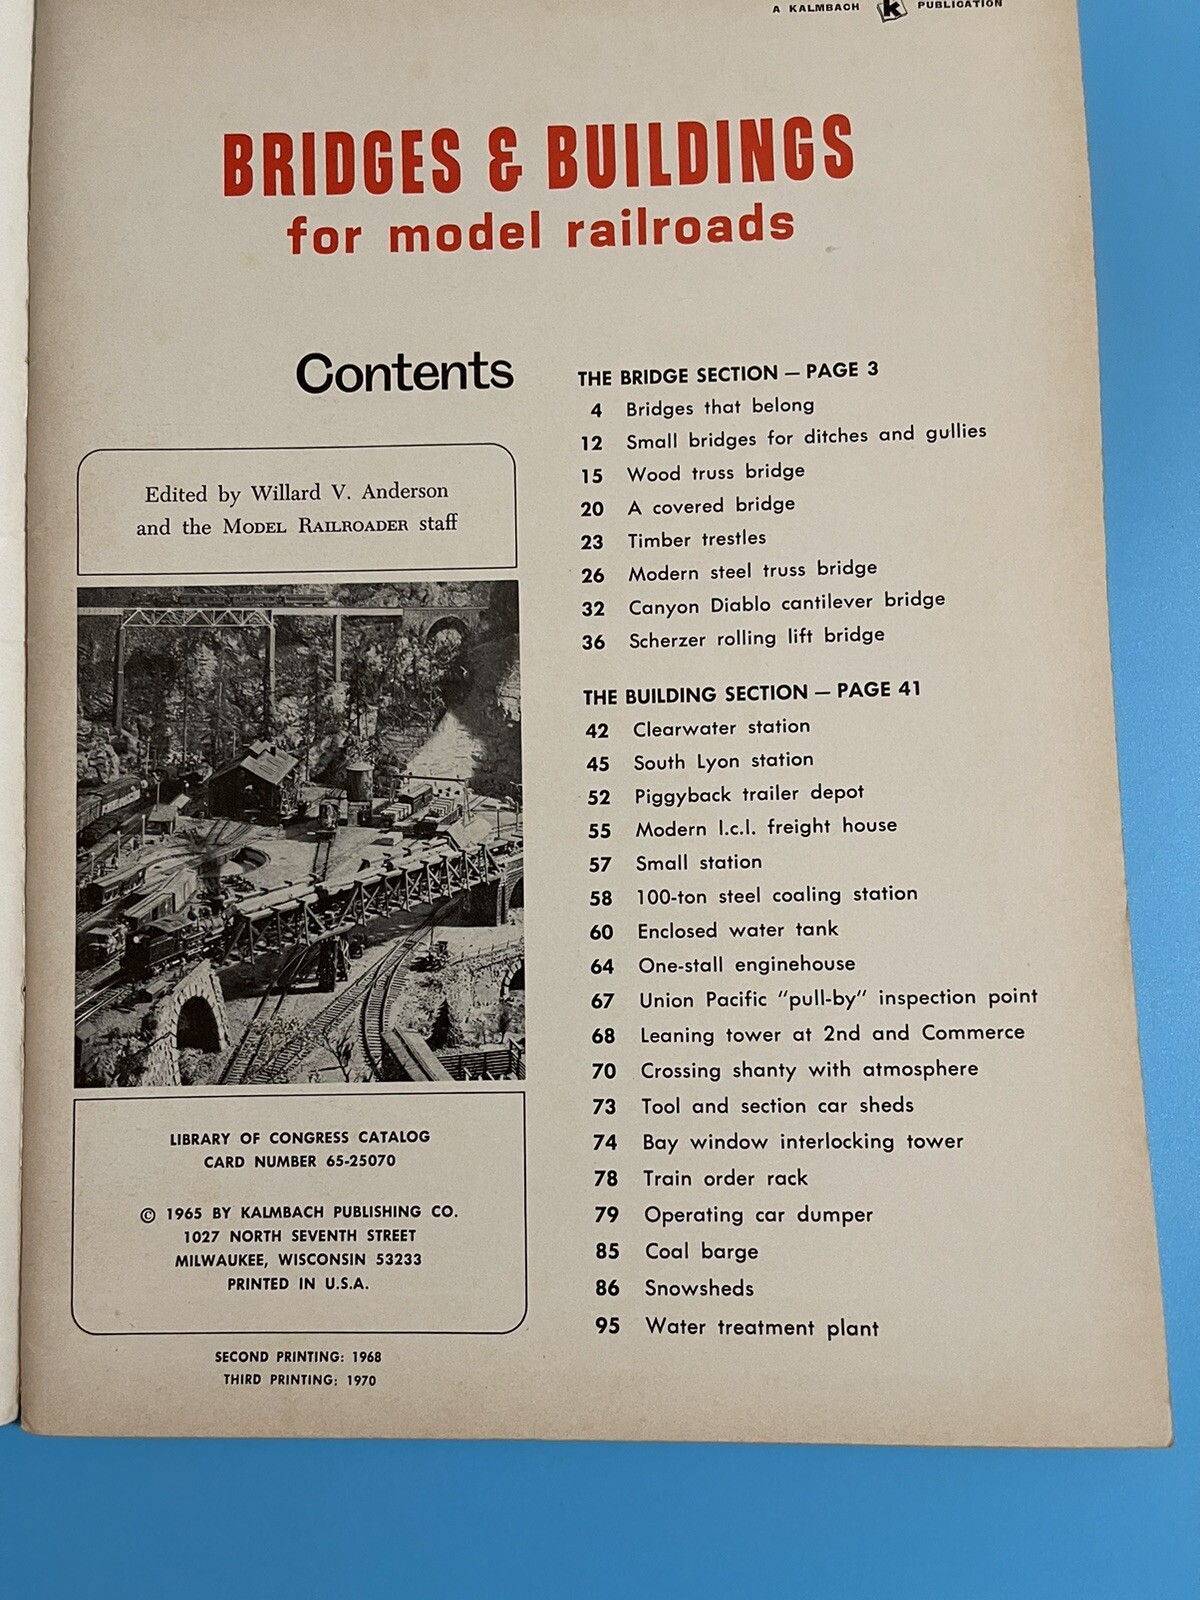 A KALMBACH k PUBLICATION
BRIDGES & BUILDINGS
for model railroads
Contents
Edited by Willard V. Anderson
and the MODEL RAILROADER staff
LIBRARY OF CONGRESS CATALOG
CARD NUMBER 65-25070
© 1965 BY KALMBACH PUBLISHING CO.
1027 NORTH SEVENTH STREET
MILWAUKEE, WISCONSIN 53233
PRINTED IN U.S.A.
SECOND PRINTING: 1968
THIRD PRINTING: 1970
THE BRIDGE SECTION — PAGE 3
4 Bridges that belong
12 Small bridges for ditches and gullies
15 Wood truss bridge
20 A covered bridge
23 Timber trestles
26 Modern steel truss bridge
32 Canyon Diablo cantilever bridge
36 Scherzer rolling lift bridge
THE BUILDING SECTION — PAGE 41
42 Clearwater station
45 South Lyon station
52 Piggyback trailer depot
55 Modern l.c.l. freight house
57 Small station
58 100-ton steel coaling station
60 Enclosed water tank
64 One-stall enginehouse
67 Union Pacific "pull-by" inspection point
68 Leaning tower at 2nd and Commerce
70 Crossing shanty with atmosphere
73 Tool and section car sheds
74 Bay window interlocking tower
78 Train order rack
79 Operating car dumper
85 Coal barge
86 Snowsheds
95 Water treatment plant